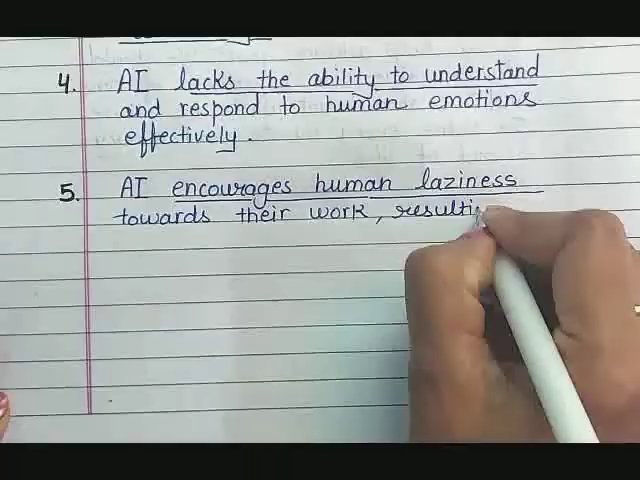 4. AI lacks the ability to understand
and respond to human emotions
effectively.
5. AI encourages human laziness
towards their work, resulti